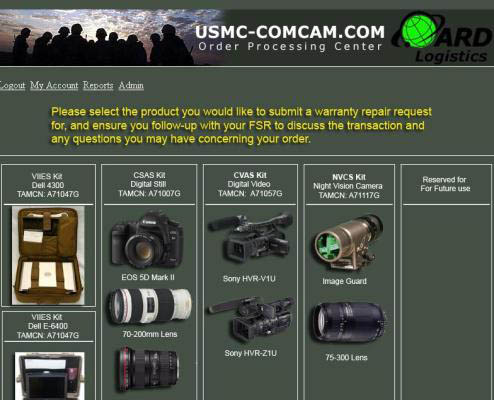 USMC-COMCAM.COM
Order Processing Center
ARD
Logistics
Logout My Account Reports Admin
Please select the product you would like to submit a warranty repair request
for, and ensure you follow-up with your FSR to discuss the transaction and
any questions you may have concerning your order.
VIIES Kit
Dell 4300
TAMCN: A71047G
VIIES Kit
Dell E-6400
TAMCN: A71047G
CSAS Kit
Digital Still
TAMCN: A71007G
EOS 5D Mark II
70-200mm Lens
CVAS Kit
Digital Video
TAMCN: A71057G
Sony HVR-V1U
Sony HVR-Z1U
NVCS Kit
Night Vision Camera
TAMCN: A71117G
Image Guard
75-300 Lens
Reserved for
For Future use